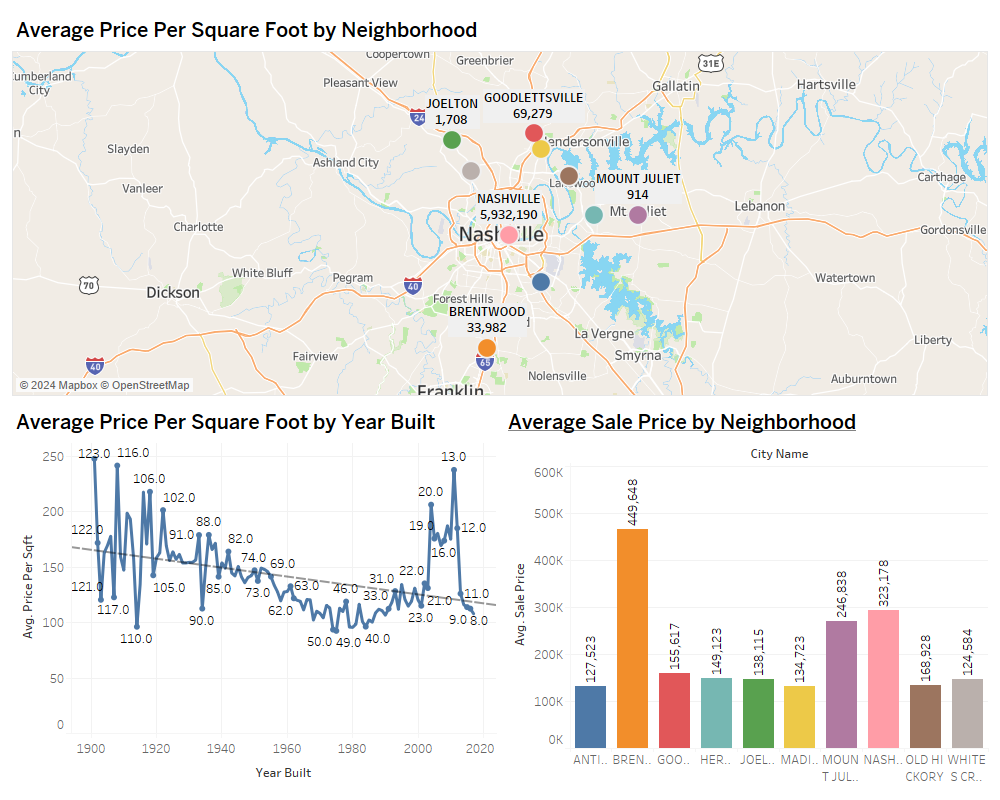 Average Price Per Square Foot by Neighborhood
Coopertown
Greenbrier
31E
umberland
City
Pleasant View
Gallatin
Hartsville
24
JOELTON
1,708
GOODLETTSVILLE
69,279
n
Slayden
endersonville
Ashland City
Carthage
Vanleer
MOUNT JULIET
914
NASHVILLE
5,932,190
Lebanon
Charlotte
Nashville
Gordonsville
White Bluff
Pegram
70
40
Watertown
Dickson
Forest Hills
BRENTWOOD
33,982
d
La Vergne
Liberty
Fairview
Smyrna
65
40
Nolensville
Auburntown
© 2024 Mapbox © OpenStreetMap
Franklin
Average Price Per Square Foot by Year Built
250
200
150
100
50
0
Avg. Price Per Sqft
123.0
116.0
106.0
102.0
122.0
91.0
88.0
82.0
74.0
69.0
121.0
117.0
105.0
85.0
73.0
63.0
110.0
90.0
62.0
46.0
31.0
33.0
22.0
50.0
40.0
23.0
21.0
13.0
20.0
19.0
12.0
16.0
11.0
9.0
8.0
1900
1920
1940
1960
1980
2000
2020
Year Built
Average Sale Price by Neighborhood
City Name
600K
500K
400K
300K
200K
100K
0K
Avg. Sale Price
127,523
449,648
155,617
149,123
138,115
134,723
246,838
323,178
168,928
124,584
ANTI..
BREN..
GOO..
HER..
JOEL..
MADI..
MOUN
T JUL..
NASH..
OLD HI
CKORY
WHITE
S CR..